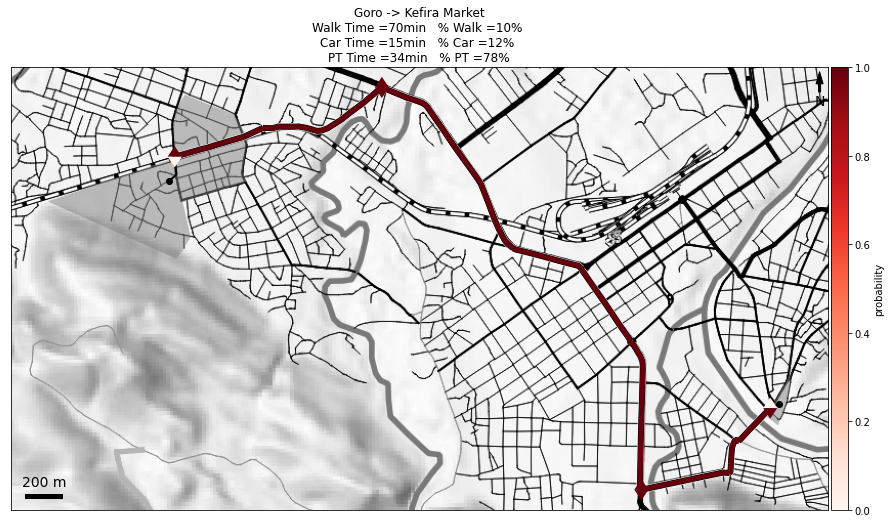 Goro -> Kefira Market
Walk Time =70min % Walk =10%
Car Time =15min % Car =12%
PT Time =34min % PT =78%
1.0
N
0.8
0.6
probability
0.4
0.2
200 m
0.0